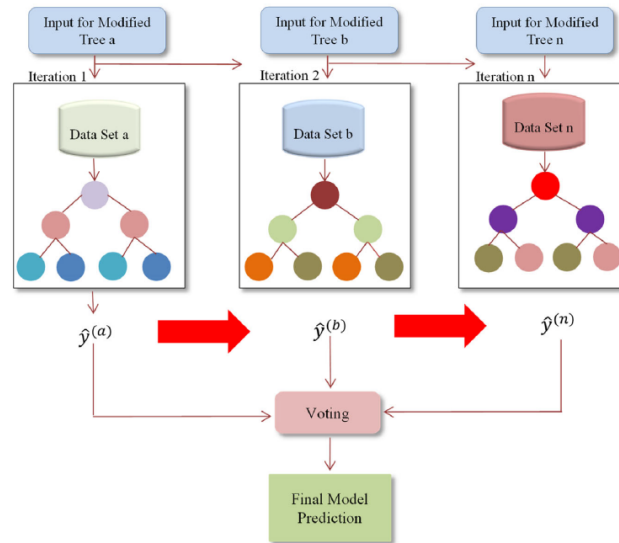 Input for Modified
Tree a
Input for Modified
Tree b
Input for Modified
Tree n
Iteration 1
Iteration 2
Iteration n
Data Set a
Data Set b
Data Set n
ŷ⁽ᵃ⁾
ŷ⁽ᵇ⁾
ŷ⁽ⁿ⁾
Voting
Final Model
Prediction